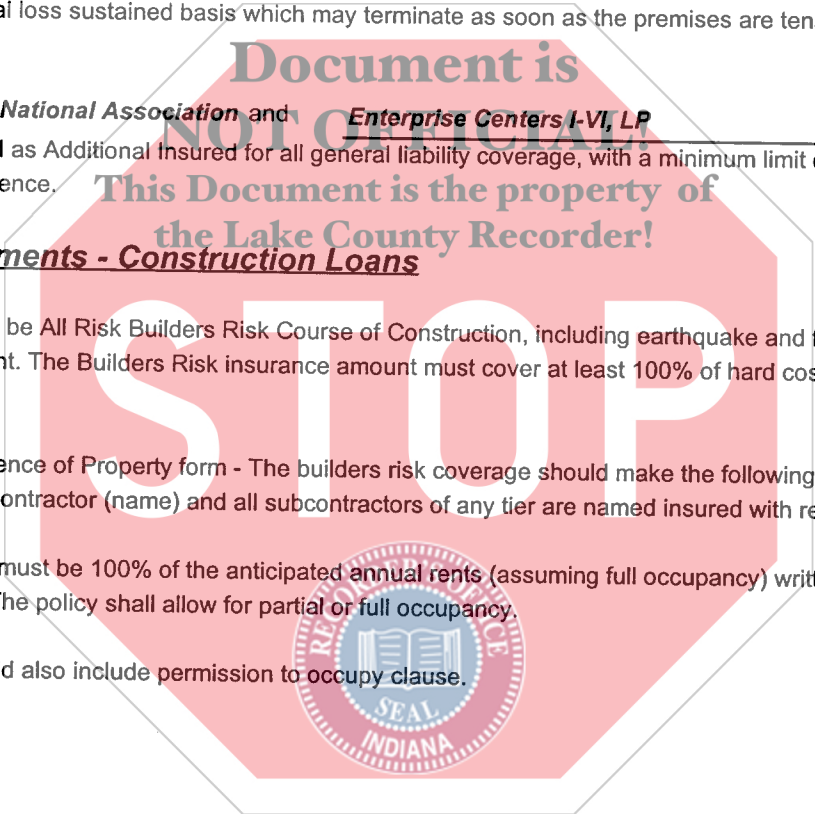 al loss sustained basis which may terminate as soon as the premises are ten
Document is
National Association and Enterprise Centers I-VI, LP
NOT OFFICIAL!
as Additional Insured for all general liability coverage, with a minimum limit
ence.
This Document is the property of
the Lake County Recorder!
ments - Construction Loans
be All Risk Builders Risk Course of Construction, including earthquake and f
nt. The Builders Risk insurance amount must cover at least 100% of hard cos
STOP
ence of Property form - The builders risk coverage should make the following
ontractor (name) and all subcontractors of any tier are named insured with re
must be 100% of the anticipated annual rents (assuming full occupancy) writt
he policy shall allow for partial or full occupancy.
d also include permission to occupy clause.
RECORDER OFFICE
SEAL
INDIANA